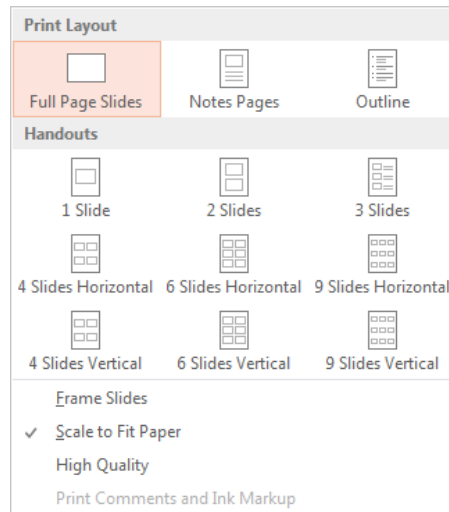 Print Layout
Full Page Slides Notes Pages Outline
Handouts
1 Slide 2 Slides 3 Slides
4 Slides Horizontal 6 Slides Horizontal 9 Slides Horizontal
4 Slides Vertical 6 Slides Vertical 9 Slides Vertical
Frame Slides
Scale to Fit Paper
High Quality
Print Comments and Ink Markup